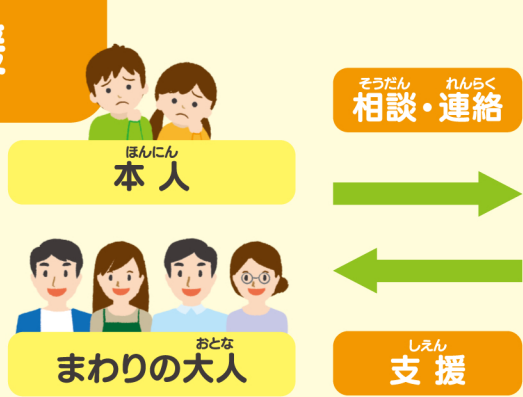 ほんにん
本人
そうだん れんらく
相談・連絡
おとな
まわりの大人
しえん
支援